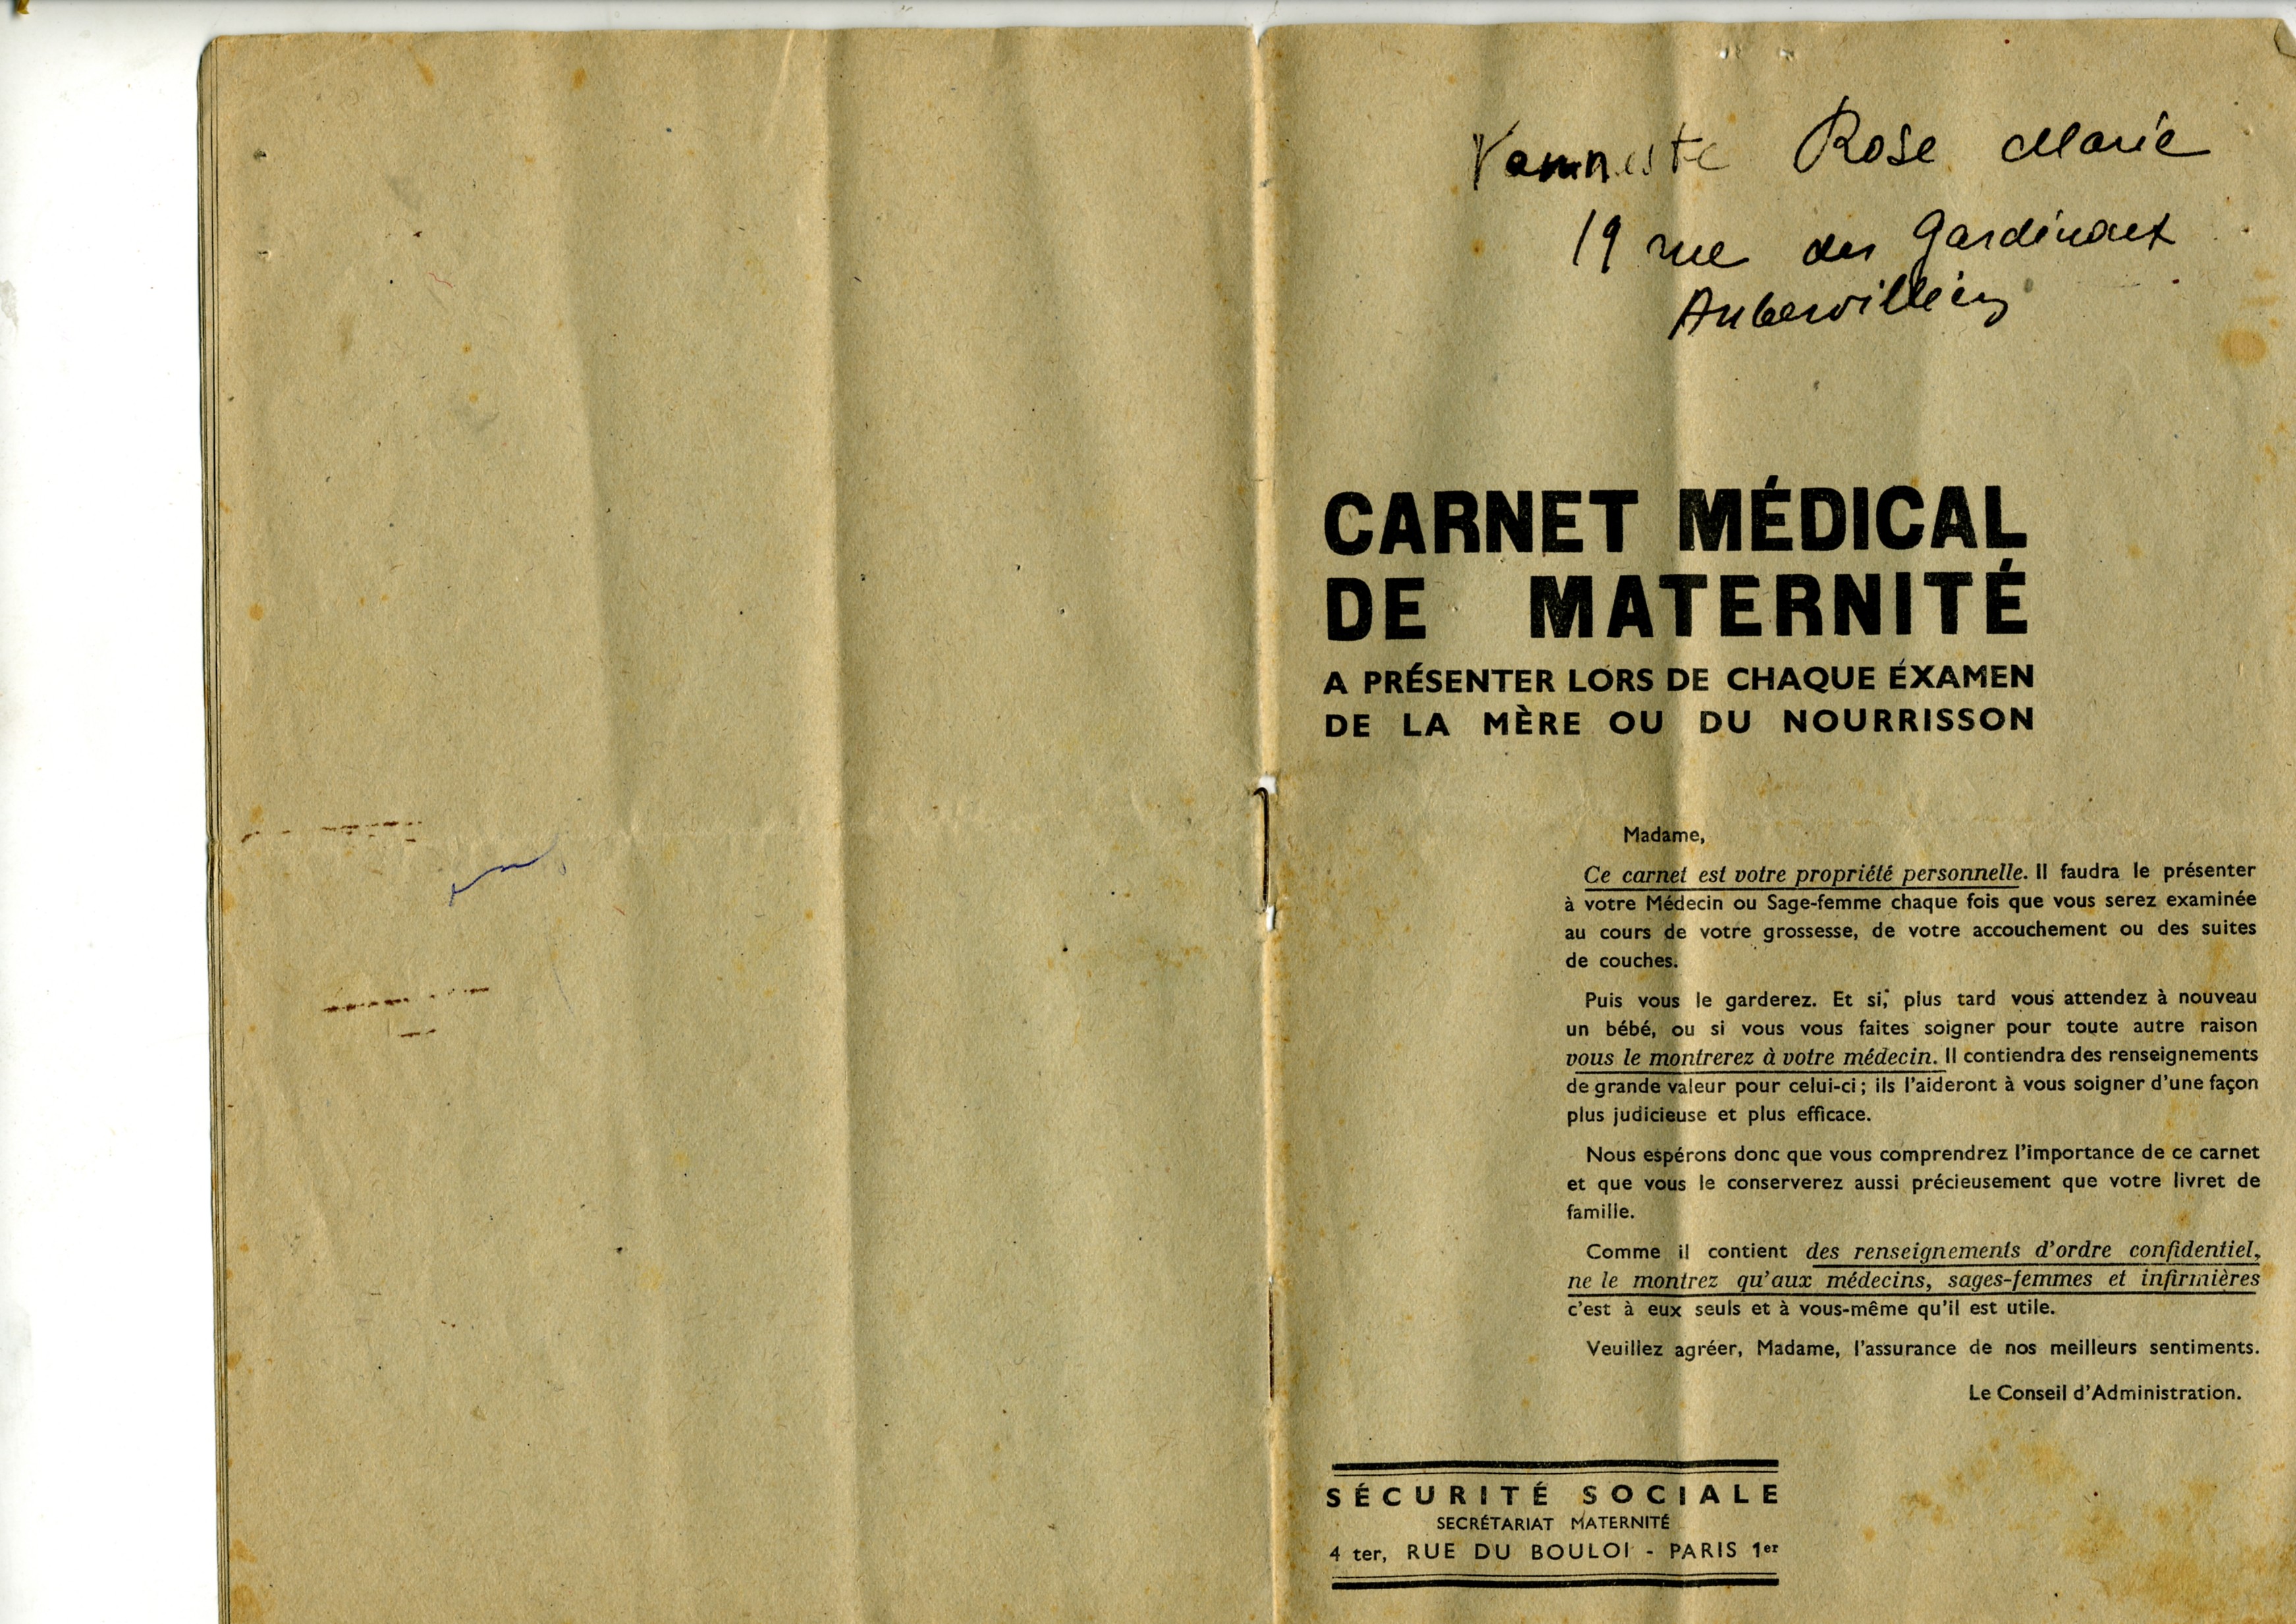 Vanneste Rose Marie
19 rue des Gardinoux
Aubervilliers
CARNET MÉDICAL
DE MATERNITÉ
A PRÉSENTER LORS DE CHAQUE EXAMEN
DE LA MÈRE OU DU NOURRISSON
Madame,
Ce carnet est votre propriété personnelle. Il faudra le présenter
à votre Médecin ou Sage-femme chaque fois que vous serez examinée
au cours de votre grossesse, de votre accouchement ou des suites
de couches.
Puis vous le garderez. Et si, plus tard vous attendez à nouveau
un bébé, ou si vous vous faites soigner pour toute autre raison
vous le montrerez à votre médecin. Il contiendra des renseignements
de grande valeur pour celui-ci ; ils l'aideront à vous soigner d'une façon
plus judicieuse et plus efficace.
Nous espérons donc que vous comprendrez l'importance de ce carnet
et que vous le conserverez aussi précieusement que votre livret de
famille.
Comme il contient des renseignements d'ordre confidentiel,
ne le montrez qu'aux médecins, sages-femmes et infirmières
c'est à eux seuls et à vous-même qu'il est utile.
Veuillez agréer, Madame, l'assurance de nos meilleurs sentiments.
Le Conseil d'Administration.
SÉCURITÉ SOCIALE
SECRÉTARIAT MATERNITÉ
4 ter, RUE DU BOULOI - PARIS 1er